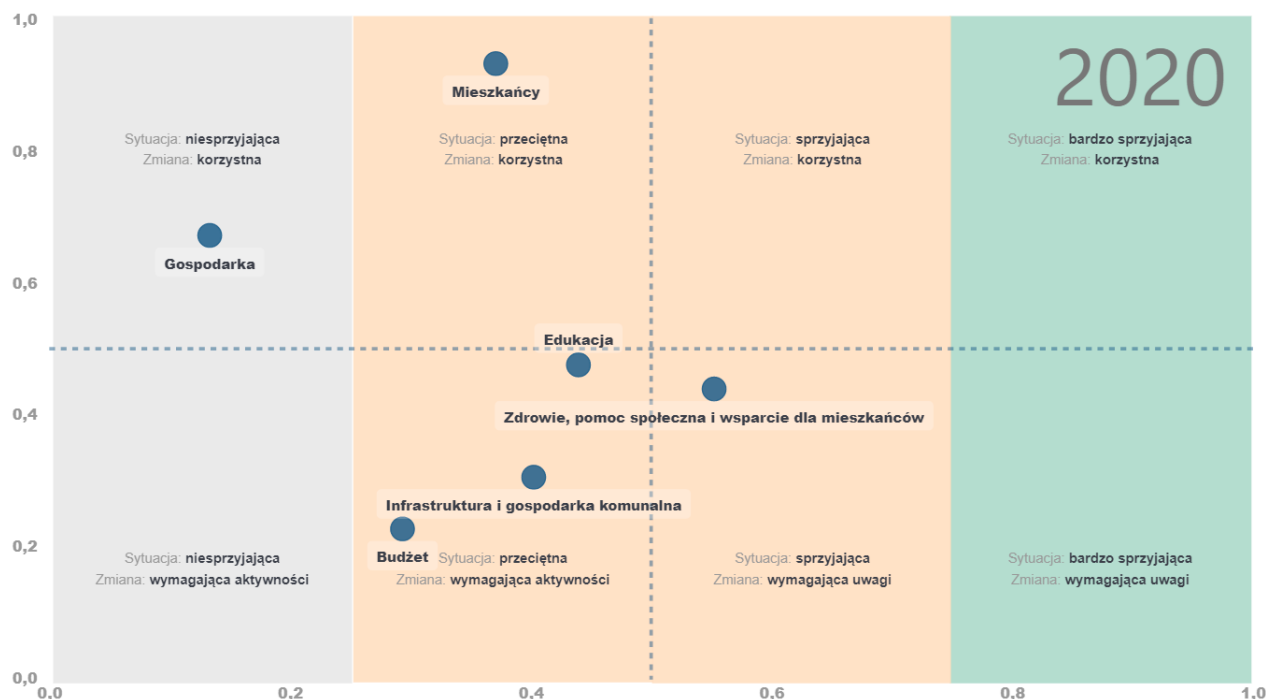 1,0
2020
Mieszkańcy
Sytuacja: niesprzyjająca
Zmiana: korzystna
Sytuacja: przeciętna
Zmiana: korzystna
Sytuacja: sprzyjająca
Zmiana: korzystna
Sytuacja: bardzo sprzyjająca
Zmiana: korzystna
0,8
Gospodarka
0,6
Edukacja
0,4
Zdrowie, pomoc społeczna i wsparcie dla mieszkańców
Infrastruktura i gospodarka komunalna
0,2
Budżet
Sytuacja: niesprzyjająca
Zmiana: wymagająca aktywności
Sytuacja: przeciętna
Zmiana: wymagająca aktywności
Sytuacja: sprzyjająca
Zmiana: wymagająca uwagi
Sytuacja: bardzo sprzyjająca
Zmiana: wymagająca uwagi
0,0
0.0 0.2 0.4 0.6 0.8 1.0